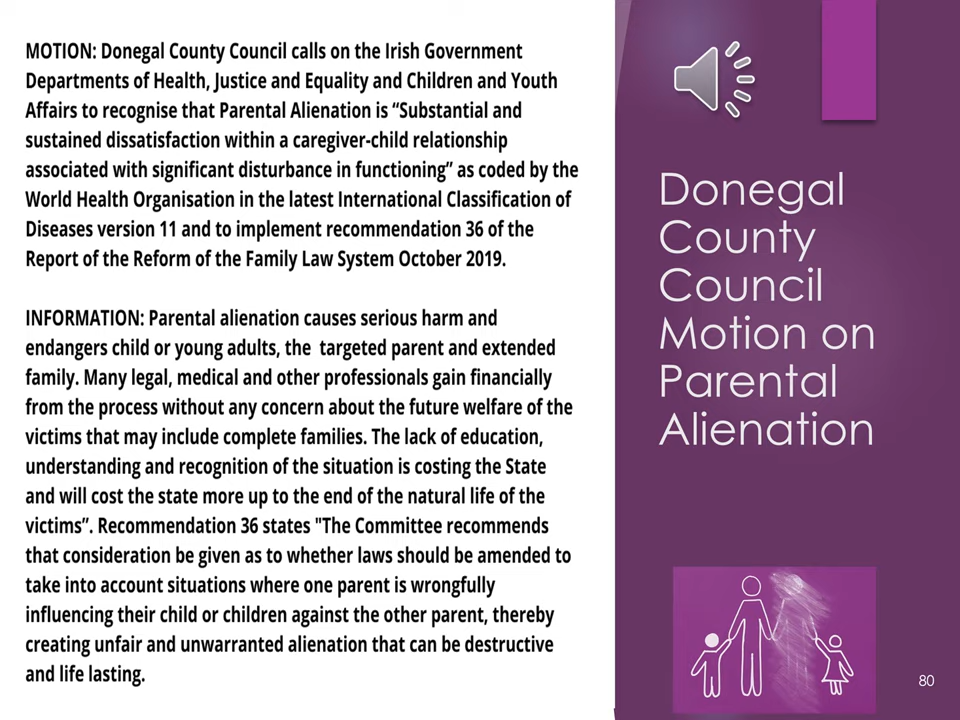 MOTION: Donegal County Council calls on the Irish Government
Departments of Health, Justice and Equality and Children and Youth
Affairs to recognise that Parental Alienation is “Substantial and
sustained dissatisfaction within a caregiver-child relationship
associated with significant disturbance in functioning” as coded by the
World Health Organisation in the latest International Classification of
Diseases version 11 and to implement recommendation 36 of the
Report of the Reform of the Family Law System October 2019.
INFORMATION: Parental alienation causes serious harm and
endangers child or young adults, the targeted parent and extended
family. Many legal, medical and other professionals gain financially
from the process without any concern about the future welfare of the
victims that may include complete families. The lack of education,
understanding and recognition of the situation is costing the State
and will cost the state more up to the end of the natural life of the
victims”. Recommendation 36 states "The Committee recommends
that consideration be given as to whether laws should be amended to
take into account situations where one parent is wrongfully
influencing their child or children against the other parent, thereby
creating unfair and unwarranted alienation that can be destructive
and life lasting.
Donegal
County
Council
Motion on
Parental
Alienation
80